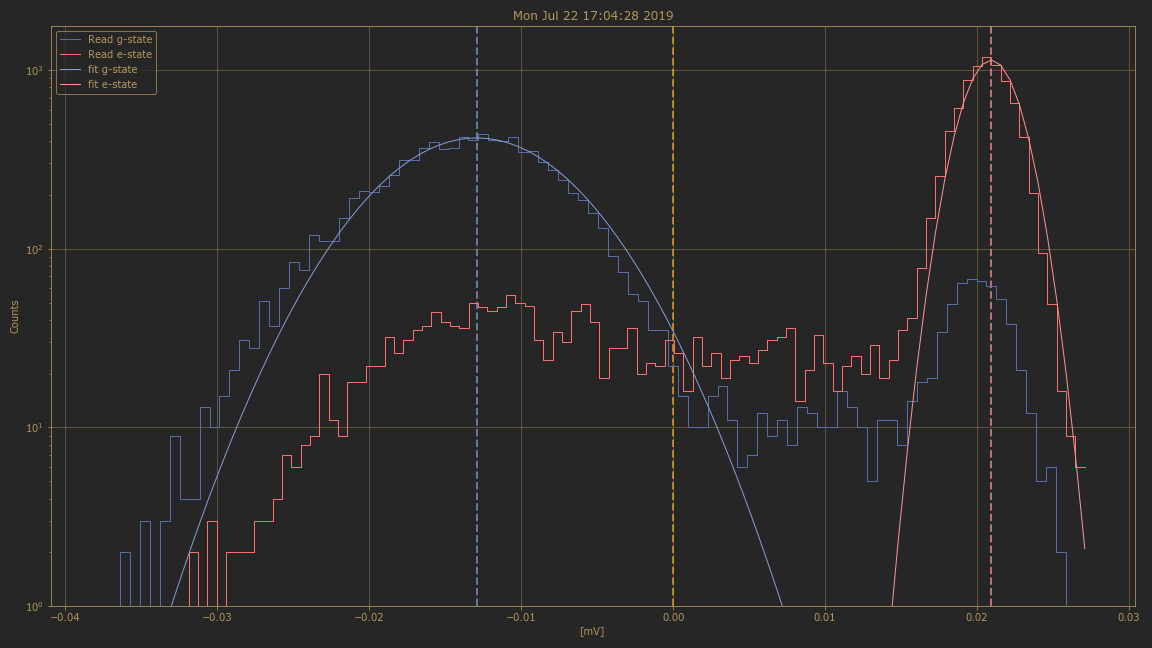 Mon Jul 22 17:04:28 2019
Read g-state
Read e-state
fit g-state
fit e-state
Counts
10³
10²
10¹
10⁰
−0.04 −0.03 −0.02 −0.01 0.00 0.01 0.02 0.03
[mV]